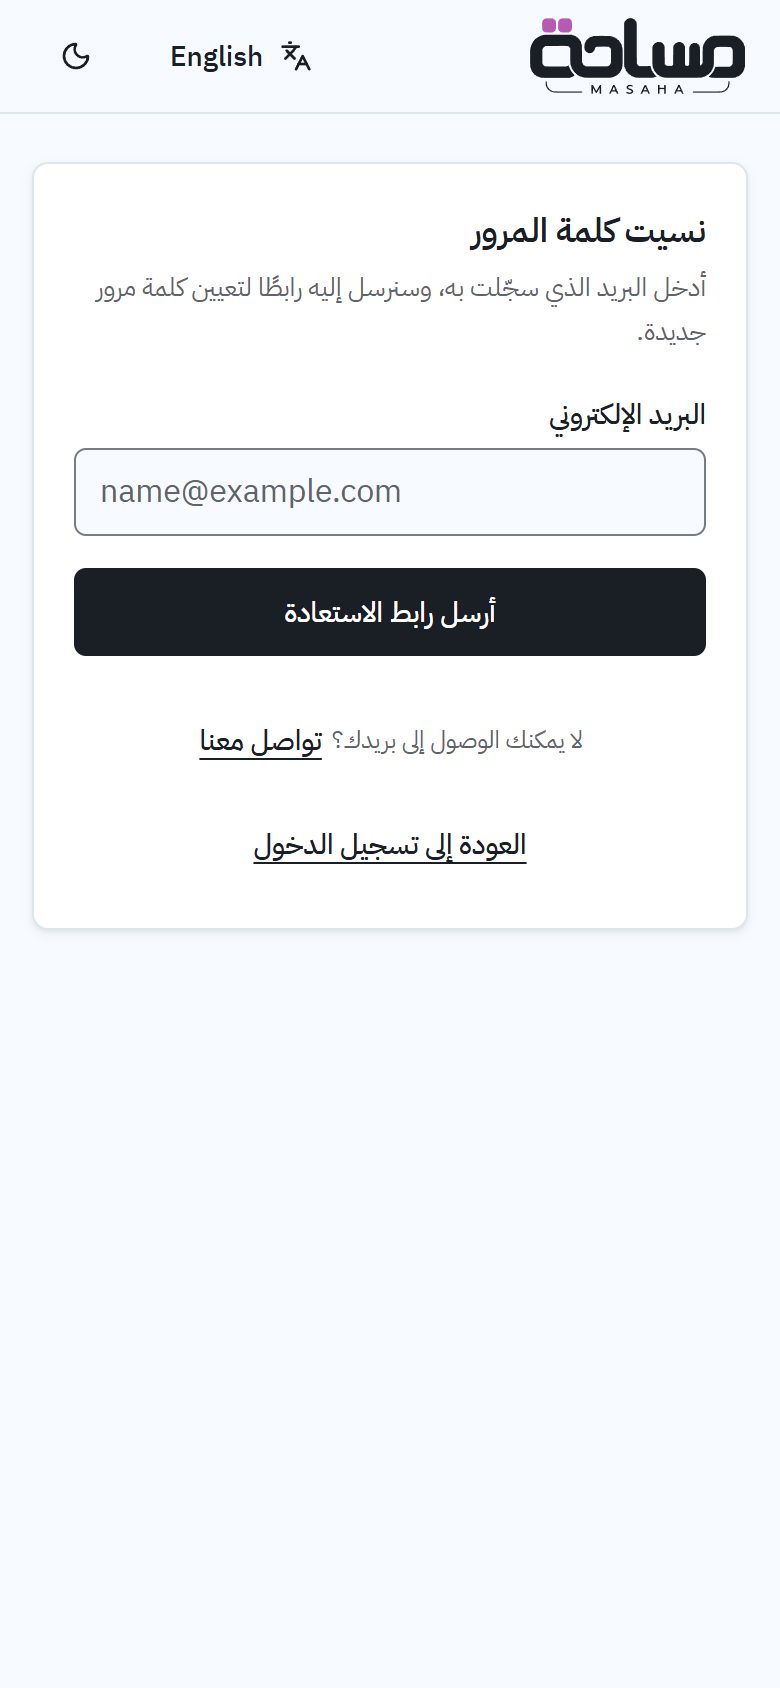 مساحة
MASAHA
English
نسيت كلمة المرور
أدخل البريد الذي سجّلت به، وسنرسل إليه رابطًا لتعيين كلمة مرور
جديدة.
البريد الإلكتروني
name@example.com
أرسل رابط الاستعادة
لا يمكنك الوصول إلى بريدك؟ تواصل معنا
العودة إلى تسجيل الدخول